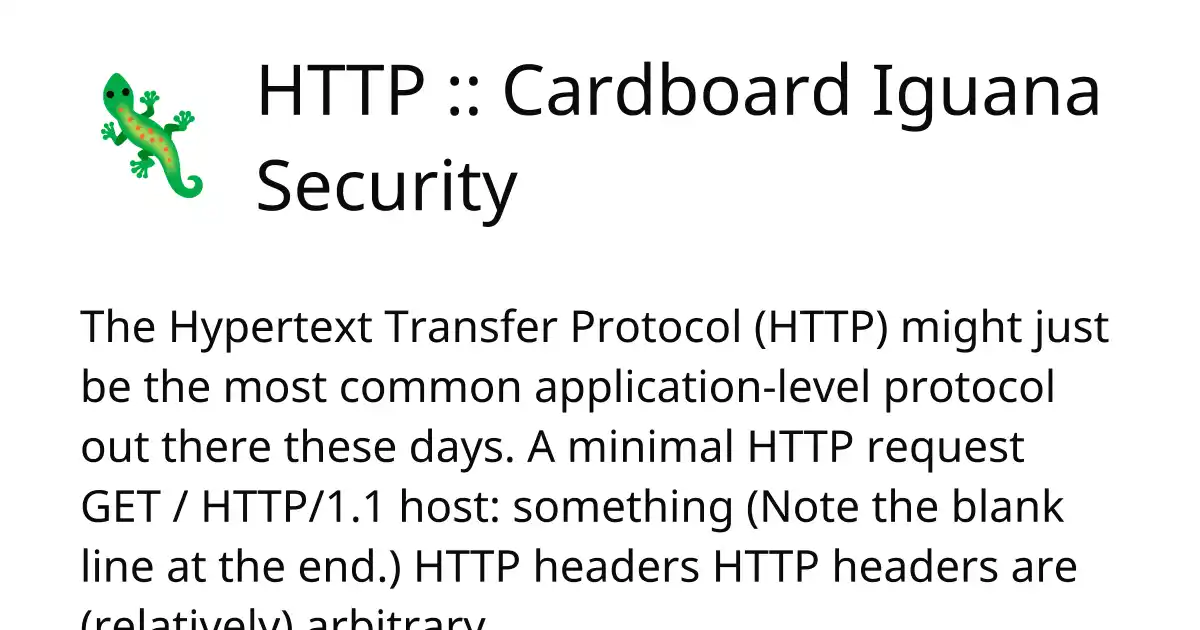 HTTP :: Cardboard Iguana
Security
The Hypertext Transfer Protocol (HTTP) might just
be the most common application-level protocol
out there these days. A minimal HTTP request
GET / HTTP/1.1 host: something (Note the blank
line at the end.) HTTP headers HTTP headers are
(relatively) arbitrary